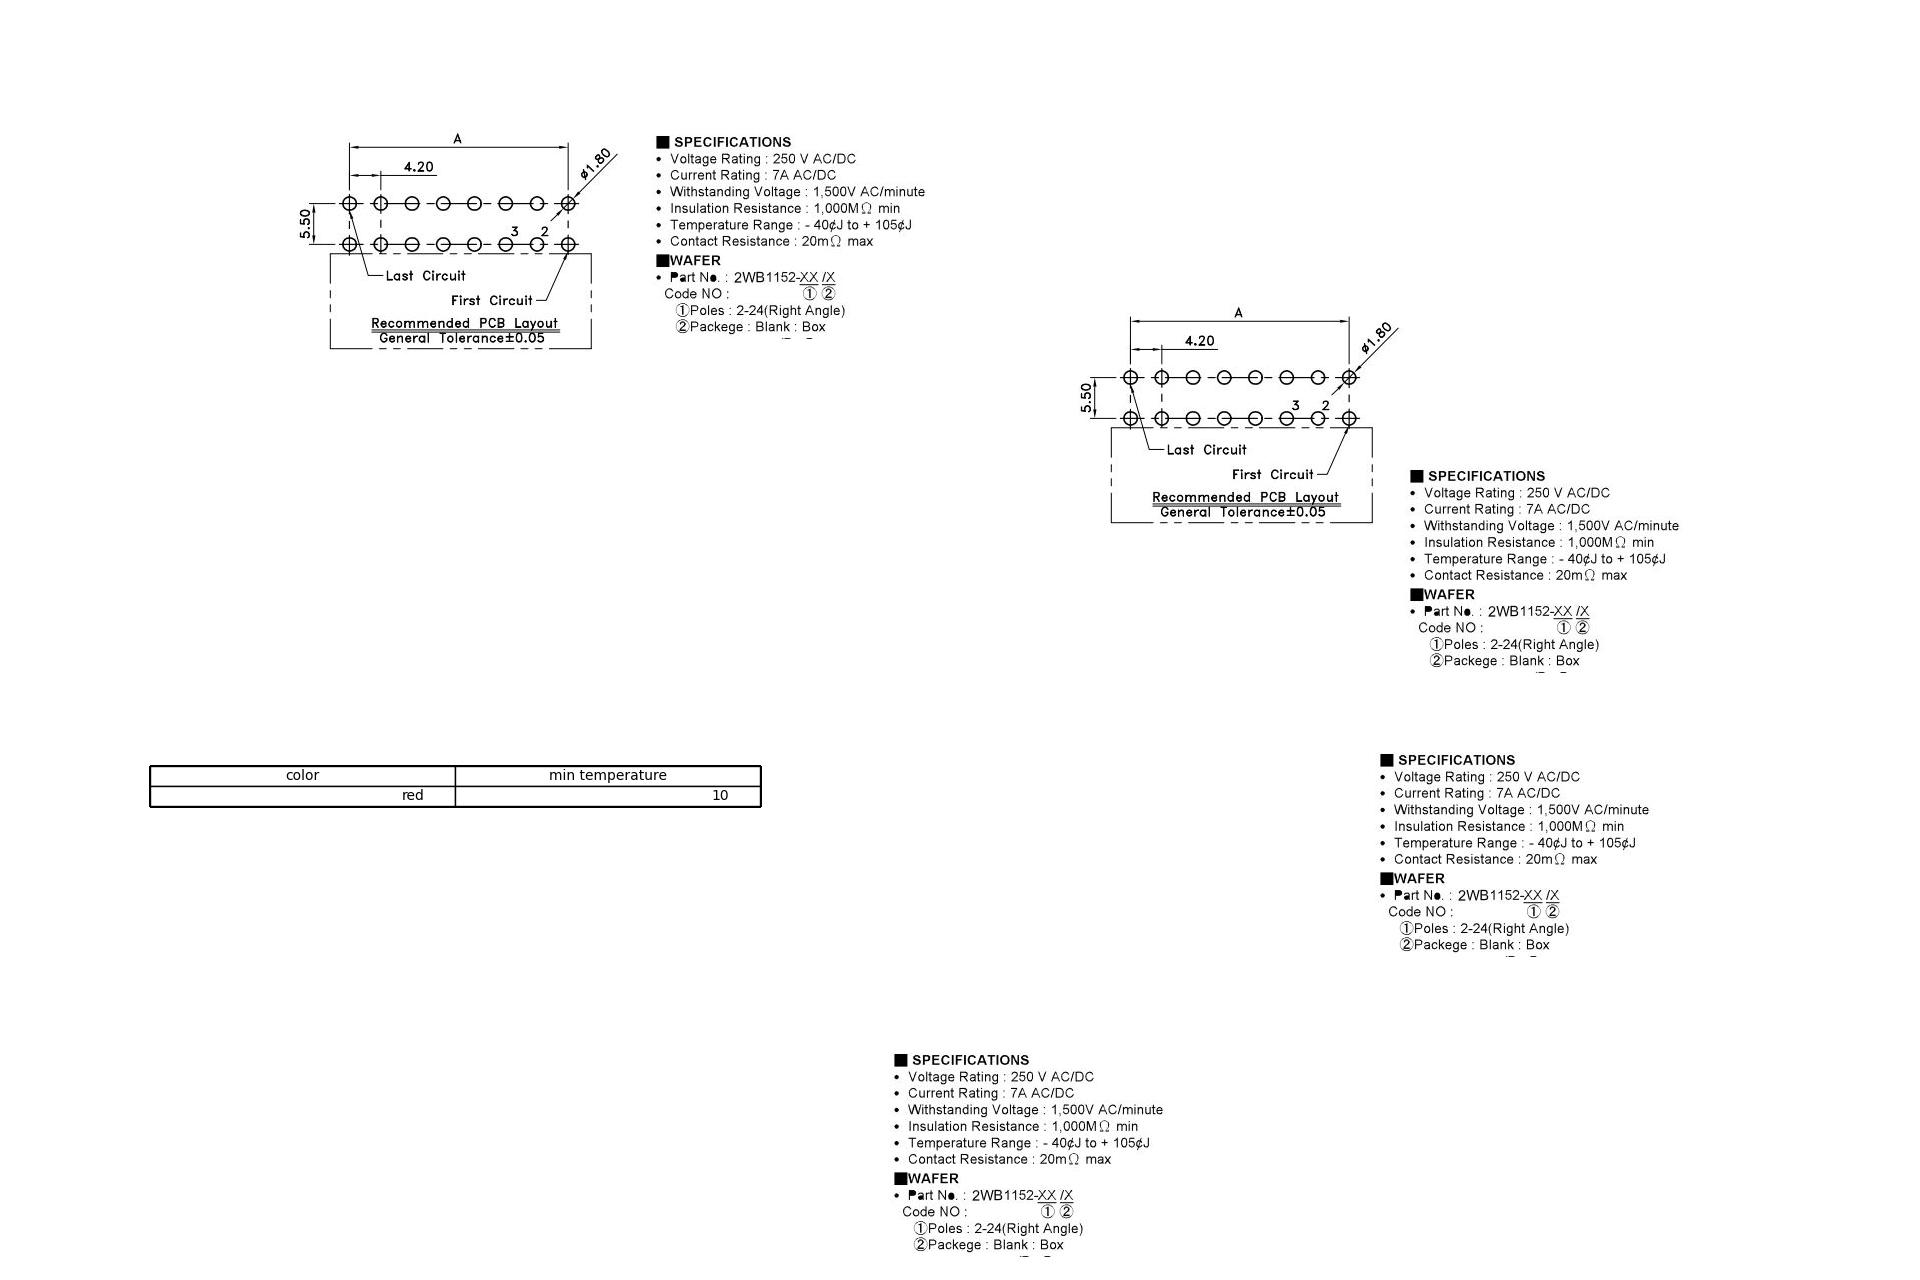 A
4.20
ø1.80
5.50
3 2
Last Circuit
First Circuit
Recommended PCB Layout
General Tolerance±0.05
■ SPECIFICATIONS
• Voltage Rating : 250 V AC/DC
• Current Rating : 7A AC/DC
• Withstanding Voltage : 1,500V AC/minute
• Insulation Resistance : 1,000MΩ min
• Temperature Range : - 40¢J to + 105¢J
• Contact Resistance : 20mΩ max
■WAFER
• Part No. : 2WB1152-XX /X
Code NO : ① ②
①Poles : 2-24(Right Angle)
②Packege : Blank : Box
A
4.20
ø1.80
5.50
3 2
Last Circuit
First Circuit
Recommended PCB Layout
General Tolerance±0.05
■ SPECIFICATIONS
• Voltage Rating : 250 V AC/DC
• Current Rating : 7A AC/DC
• Withstanding Voltage : 1,500V AC/minute
• Insulation Resistance : 1,000MΩ min
• Temperature Range : - 40¢J to + 105¢J
• Contact Resistance : 20mΩ max
■WAFER
• Part No. : 2WB1152-XX /X
Code NO : ① ②
①Poles : 2-24(Right Angle)
②Packege : Blank : Box
color min temperature
red 10
■ SPECIFICATIONS
• Voltage Rating : 250 V AC/DC
• Current Rating : 7A AC/DC
• Withstanding Voltage : 1,500V AC/minute
• Insulation Resistance : 1,000MΩ min
• Temperature Range : - 40¢J to + 105¢J
• Contact Resistance : 20mΩ max
■WAFER
• Part No. : 2WB1152-XX /X
Code NO : ① ②
①Poles : 2-24(Right Angle)
②Packege : Blank : Box
■ SPECIFICATIONS
• Voltage Rating : 250 V AC/DC
• Current Rating : 7A AC/DC
• Withstanding Voltage : 1,500V AC/minute
• Insulation Resistance : 1,000MΩ min
• Temperature Range : - 40¢J to + 105¢J
• Contact Resistance : 20mΩ max
■WAFER
• Part No. : 2WB1152-XX /X
Code NO : ① ②
①Poles : 2-24(Right Angle)
②Packege : Blank : Box